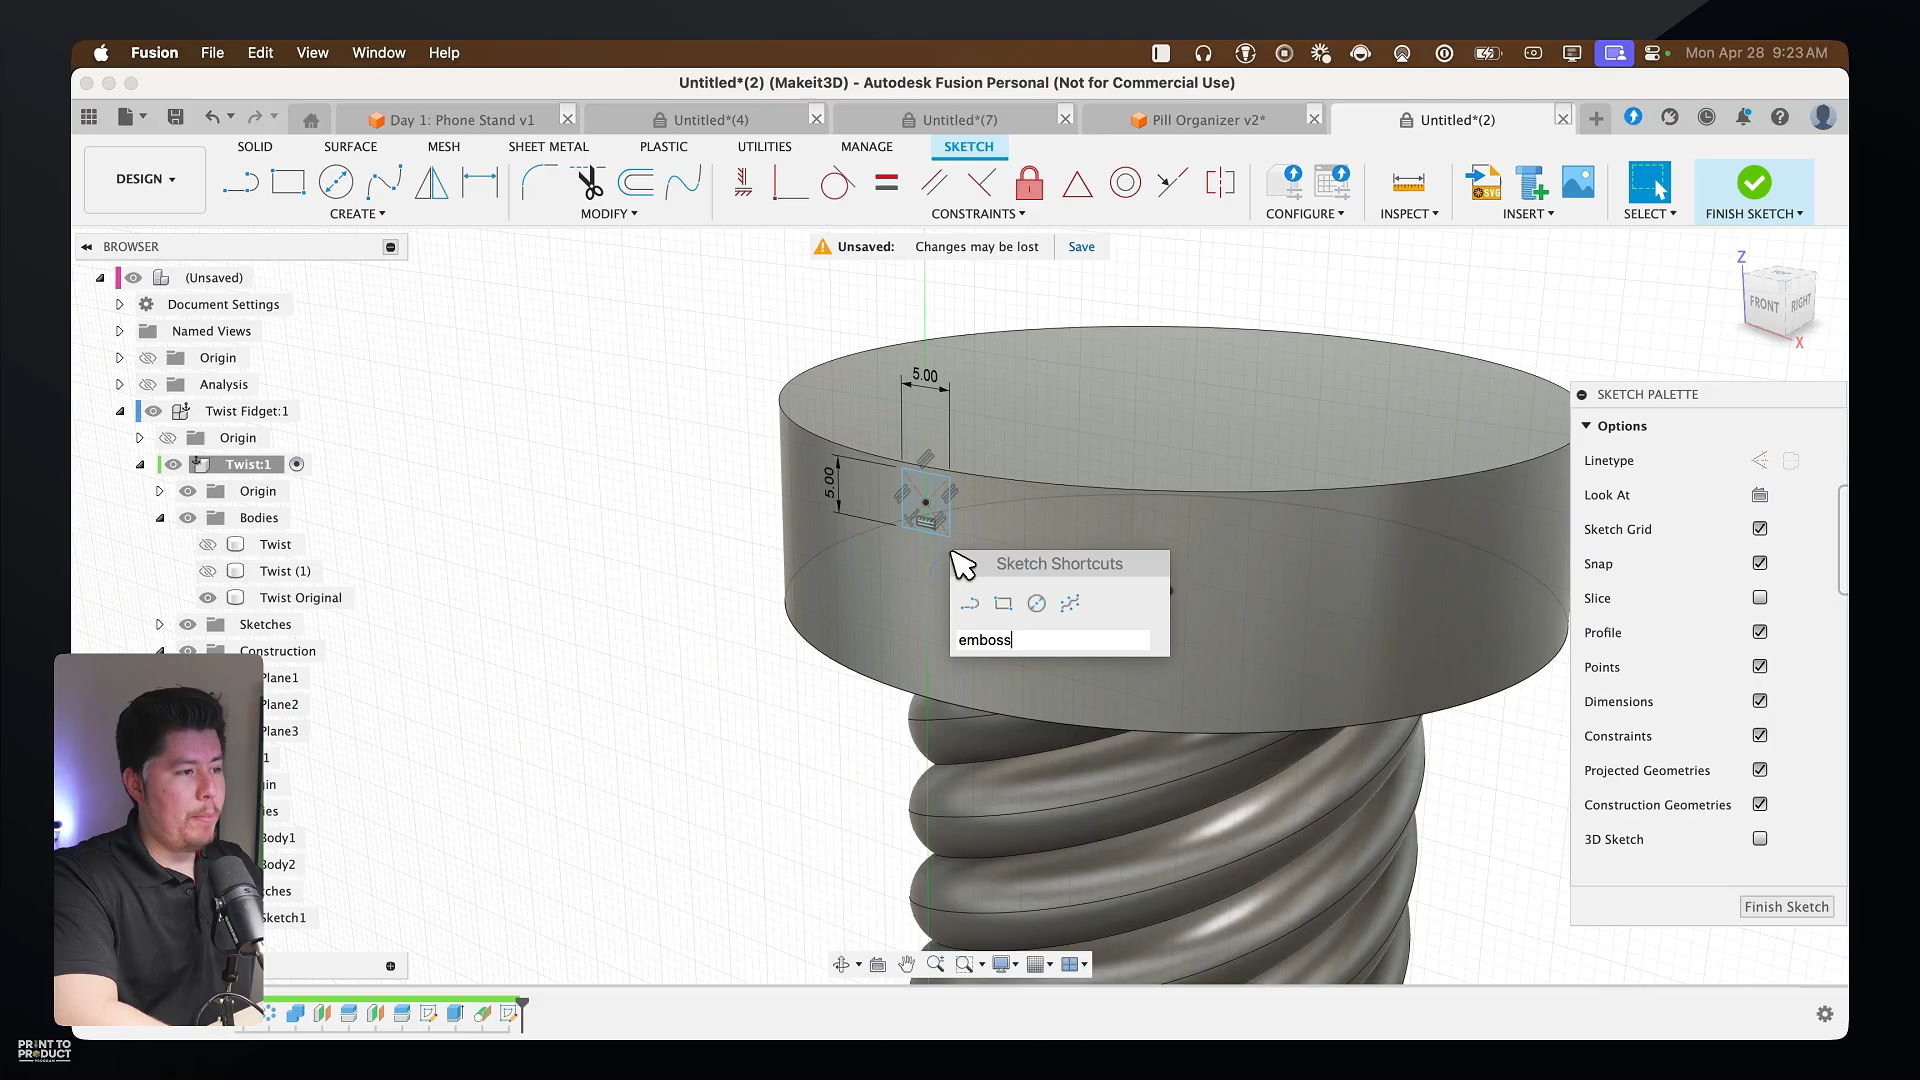 Fusion File Edit View Window Help Mon Apr 28 9:23 AM
Untitled*(2) (Makeit3D) - Autodesk Fusion Personal (Not for Commercial Use)
Day 1: Phone Stand v1 Untitled*(4) Untitled*(7) Pill Organizer v2* Untitled*(2)
SOLID SURFACE MESH SHEET METAL PLASTIC UTILITIES MANAGE SKETCH
DESIGN
CREATE MODIFY CONSTRAINTS CONFIGURE INSPECT INSERT SELECT FINISH SKETCH
BROWSER
Unsaved: Changes may be lost Save
(Unsaved)
Document Settings
Named Views
Origin
Analysis
Twist Fidget:1
Origin
Twist:1
Origin
Bodies
Twist
Twist (1)
Twist Original
Sketches
Construction
Plane1
Plane2
Plane3
1
gin
ies
Body1
Body2
ches
Sketch1
5.00
5.00
Sketch Shortcuts
emboss
Z
TOP
FRONT
RIGHT
X
SKETCH PALETTE
Options
Linetype
Look At
Sketch Grid
Snap
Slice
Profile
Points
Dimensions
Constraints
Projected Geometries
Construction Geometries
3D Sketch
Finish Sketch
PRINT TO
PRODUCT
PROGRAM